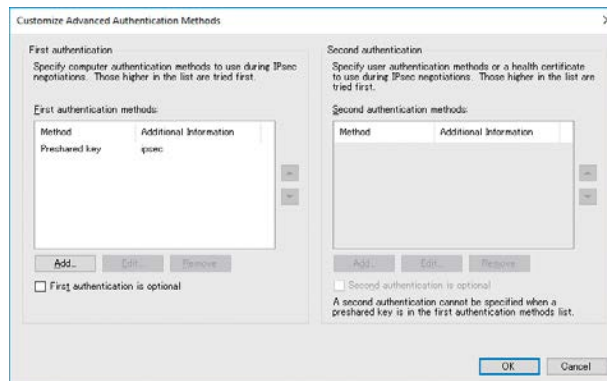 Customize Advanced Authentication Methods
First authentication
Specify computer authentication methods to use during IPsec
negotiations. Those higher in the list are tried first.
First authentication methods:
Method Additional Information
Preshared key ipsec
Add... Edit... Remove
First authentication is optional
Second authentication
Specify user authentication methods or a health certificate
to use during IPsec negotiations. Those higher in the list are
tried first.
Second authentication methods:
Method Additional Information
Add... Edit... Remove
Second authentication is optional
A second authentication cannot be specified when a
preshared key is in the first authentication methods list.
OK Cancel